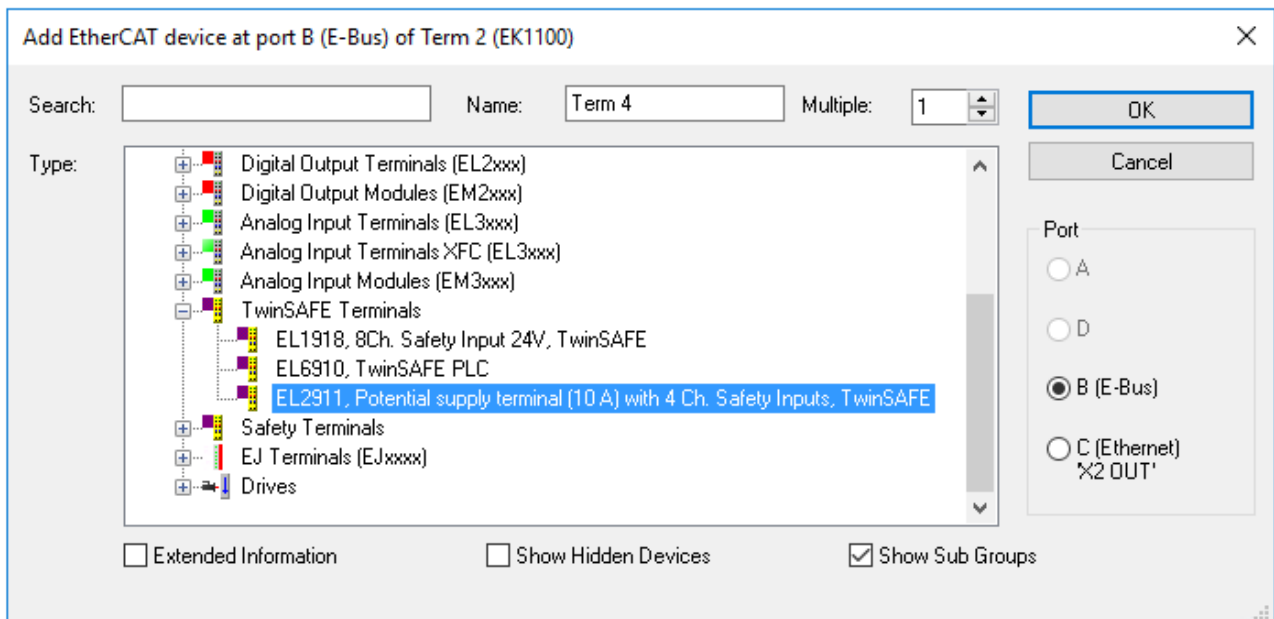 Add EtherCAT device at port B (E-Bus) of Term 2 (EK1100)
Search:
Name:
Term 4
Multiple:
1
OK
Type:
Digital Output Terminals (EL2xxx)
Cancel
Digital Output Modules (EM2xxx)
Analog Input Terminals (EL3xxx)
Analog Input Terminals XFC (EL3xxx)
Analog Input Modules (EM3xxx)
TwinSAFE Terminals
EL1918, 8Ch. Safety Input 24V, TwinSAFE
EL6910, TwinSAFE PLC
EL2911, Potential supply terminal (10 A) with 4 Ch. Safety Inputs, TwinSAFE
Safety Terminals
EJ Terminals (EJxxxx)
Drives
Port
A
D
B (E-Bus)
C (Ethernet)
'X2 OUT'
Extended Information
Show Hidden Devices
Show Sub Groups